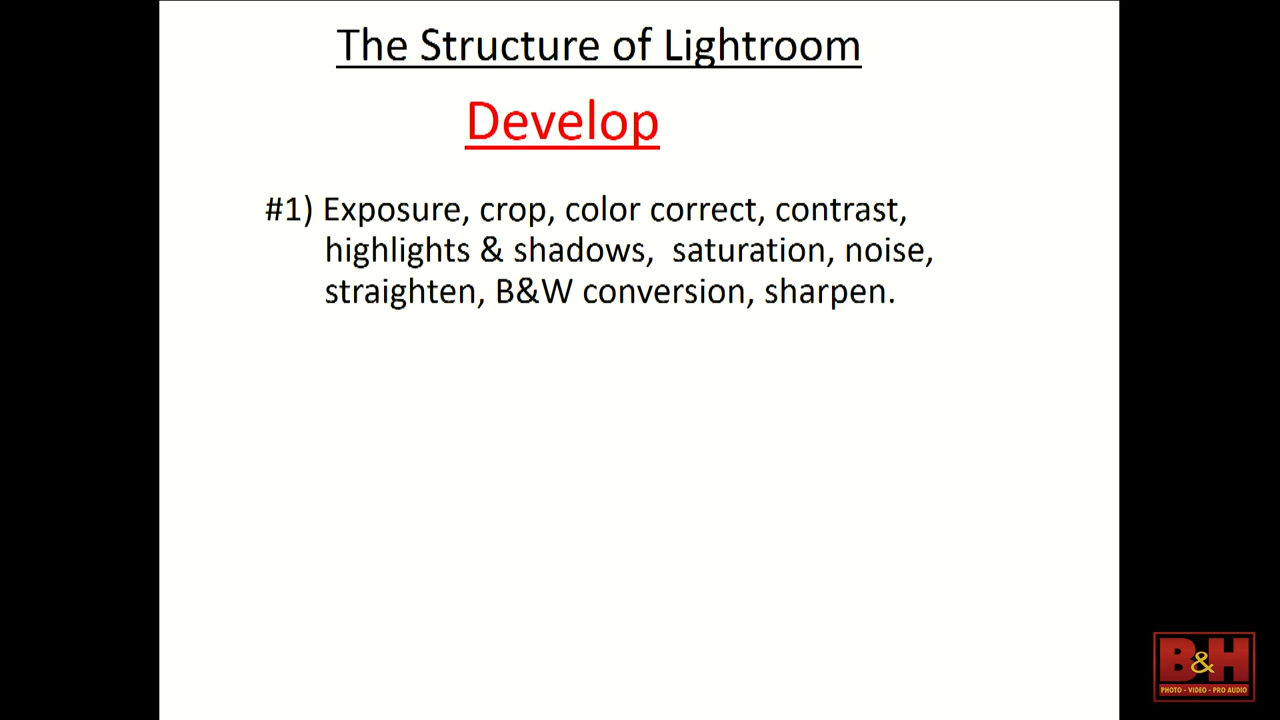 The Structure of Lightroom
Develop
#1) Exposure, crop, color correct, contrast,
highlights & shadows,  saturation, noise,
straighten, B&W conversion, sharpen.
B&H
PHOTO - VIDEO - PRO AUDIO